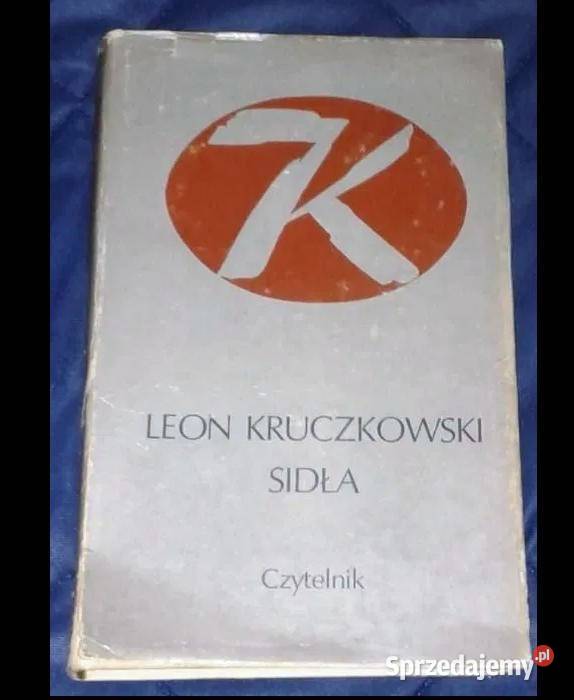 K
LEON KRUCZKOWSKI
SIDŁA
Czytelnik
Sprzedajemy.pl